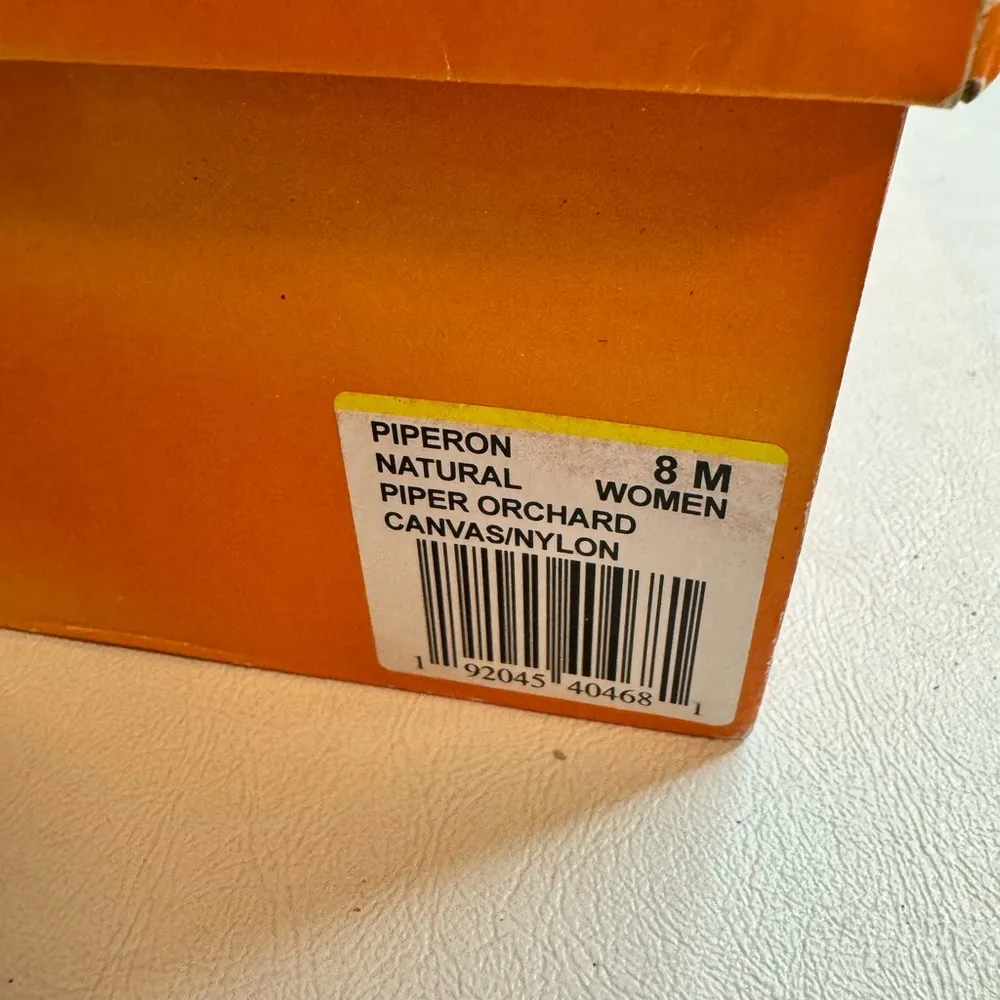 PIPERON
NATURAL 8 M
PIPER ORCHARD WOMEN
CANVAS/NYLON
1 92045 40468 1